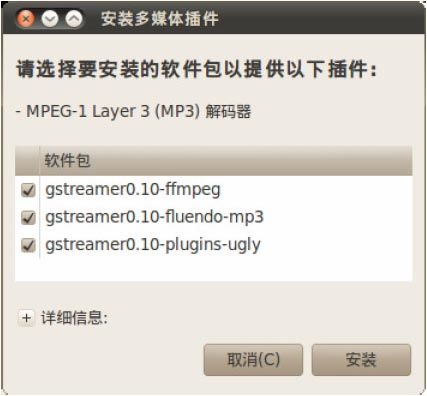 安装多媒体插件
请选择要安装的软件包以提供以下插件:
- MPEG-1 Layer 3 (MP3) 解码器
软件包
gstreamer0.10-ffmpeg
gstreamer0.10-fluendo-mp3
gstreamer0.10-plugins-ugly
详细信息:
取消(C) 安装